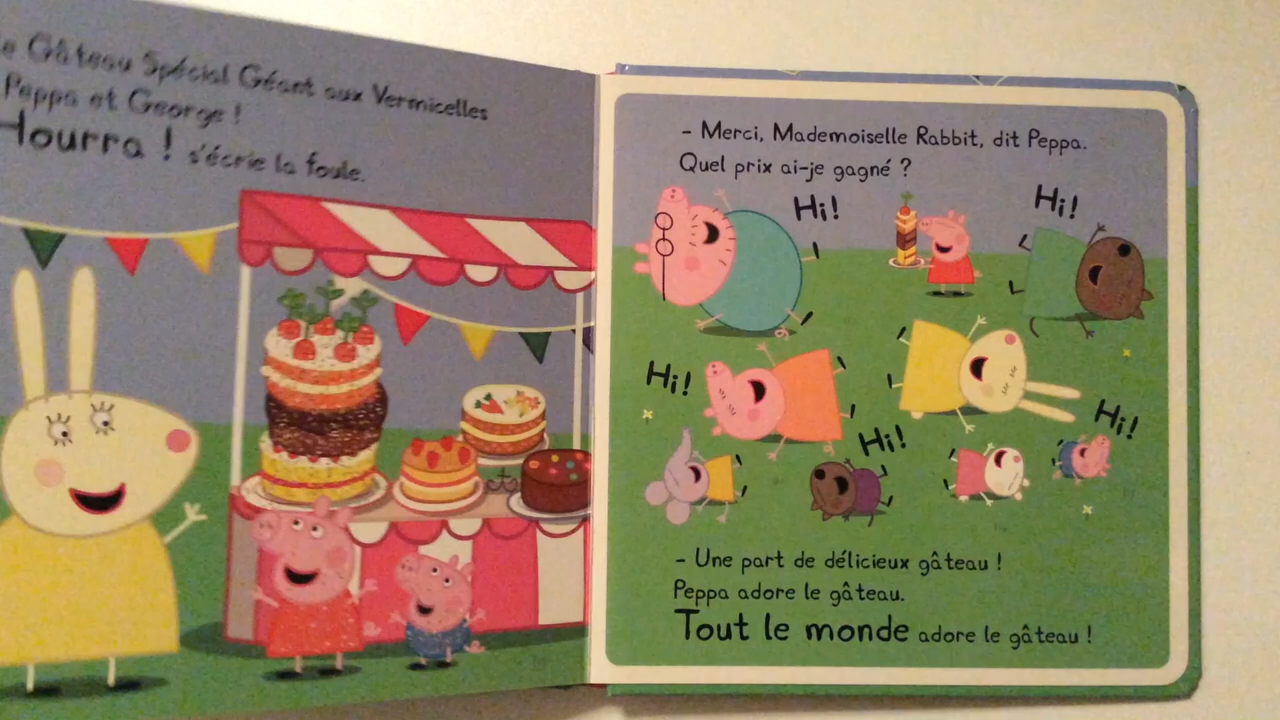 Gâteau Spécial Géant aux Vermicelles
Peppa et George !
Hourra ! s'écrie la foule.
– Merci, Mademoiselle Rabbit, dit Peppa.
Quel prix ai-je gagné ?
Hi!
Hi!
Hi!
Hi!
Hi!
– Une part de délicieux gâteau !
Peppa adore le gâteau.
Tout le monde adore le gâteau !